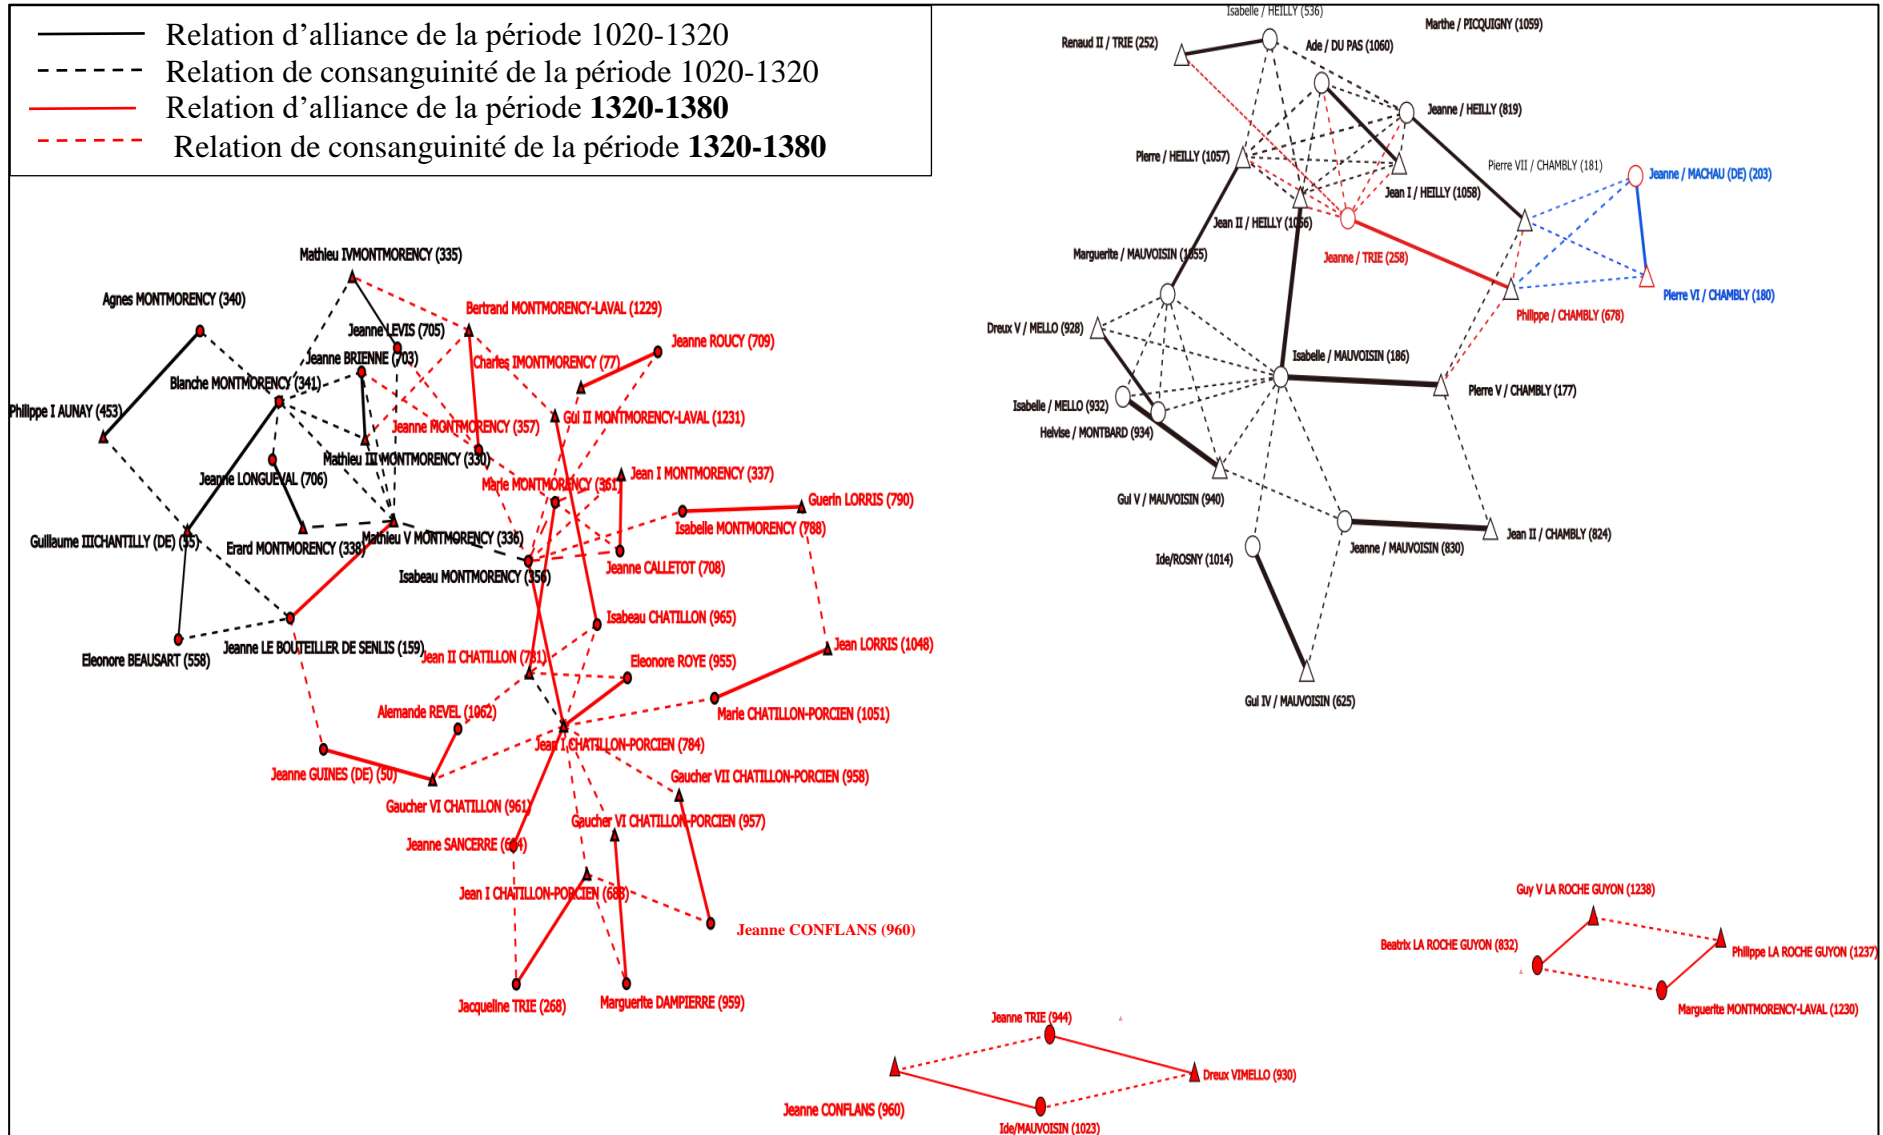 Relation d’alliance de la période 1020-1320
Relation de consanguinité de la période 1020-1320
Relation d’alliance de la période 1320-1380
Relation de consanguinité de la période 1320-1380
Isabelle / HEILLY (536)
Marthe / PICQUIGNY (1059)
Renaud II / TRIE (252)
Ade / DU PAS (1060)
Jeanne / HEILLY (819)
Pierre / HEILLY (1057)
Pierre VII / CHAMBLY (181)
Jeanne / MACHAU (DE) (203)
Jean I / HEILLY (1058)
Jean II / HEILLY (1056)
Marguerite / MAUVOISIN (1055)
Jeanne / TRIE (258)
Pierre VI / CHAMBLY (180)
Philippe / CHAMBLY (678)
Dreux V / MELLO (928)
Isabelle / MAUVOISIN (186)
Pierre V / CHAMBLY (177)
Isabelle / MELLO (932)
Helvise / MONTBARD (934)
Gui V / MAUVOISIN (940)
Jeanne / MAUVOISIN (830)
Jean II / CHAMBLY (824)
Ide/ROSNY (1014)
Gui IV / MAUVOISIN (625)
Mathieu IVMONTMORENCY (335)
Agnes MONTMORENCY (340)
Bertrand MONTMORENCY-LAVAL (1229)
Jeanne LEVIS (705)
Jeanne ROUCY (709)
Jeanne BRIENNE (703)
Charles IMONTMORENCY (77)
Blanche MONTMORENCY (341)
Philippe I AUNAY (453)
Gui II MONTMORENCY-LAVAL (1231)
Jeanne MONTMORENCY (357)
Mathieu III MONTMORENCY (330)
Jeanne LONGUEVAL (706)
Marie MONTMORENCY (361)
Jean I MONTMORENCY (337)
Guerin LORRIS (790)
Isabelle MONTMORENCY (788)
Guillaume IIICHANTILLY (DE) (55)
Erard MONTMORENCY (338)
Mathieu V MONTMORENCY (336)
Isabeau MONTMORENCY (356)
Jeanne CALLETOT (708)
Isabeau CHATILLON (965)
Jeanne LE BOUTEILLER DE SENLIS (159)
Eleonore BEAUSART (558)
Jean II CHATILLON (781)
Eleonore ROYE (955)
Jean LORRIS (1048)
Alemande REVEL (1062)
Marie CHATILLON-PORCIEN (1051)
Jean I CHATILLON-PORCIEN (784)
Jeanne GUINES (DE) (50)
Gaucher VII CHATILLON-PORCIEN (958)
Gaucher VI CHATILLON (961)
Gaucher VI CHATILLON-PORCIEN (957)
Jeanne SANCERRE
Jean I CHATILLON-PORCIEN (688)
Jeanne CONFLANS (960)
Jacqueline TRIE (268)
Marguerite DAMPIERRE (959)
Guy V LA ROCHE GUYON (1238)
Beatrix LA ROCHE GUYON (832)
Philippe LA ROCHE GUYON (1237)
Marguerite MONTMORENCY-LAVAL (1230)
Jeanne TRIE (944)
Dreux VIMELLO (930)
Jeanne CONFLANS (960)
Ide/MAUVOISIN (1023)